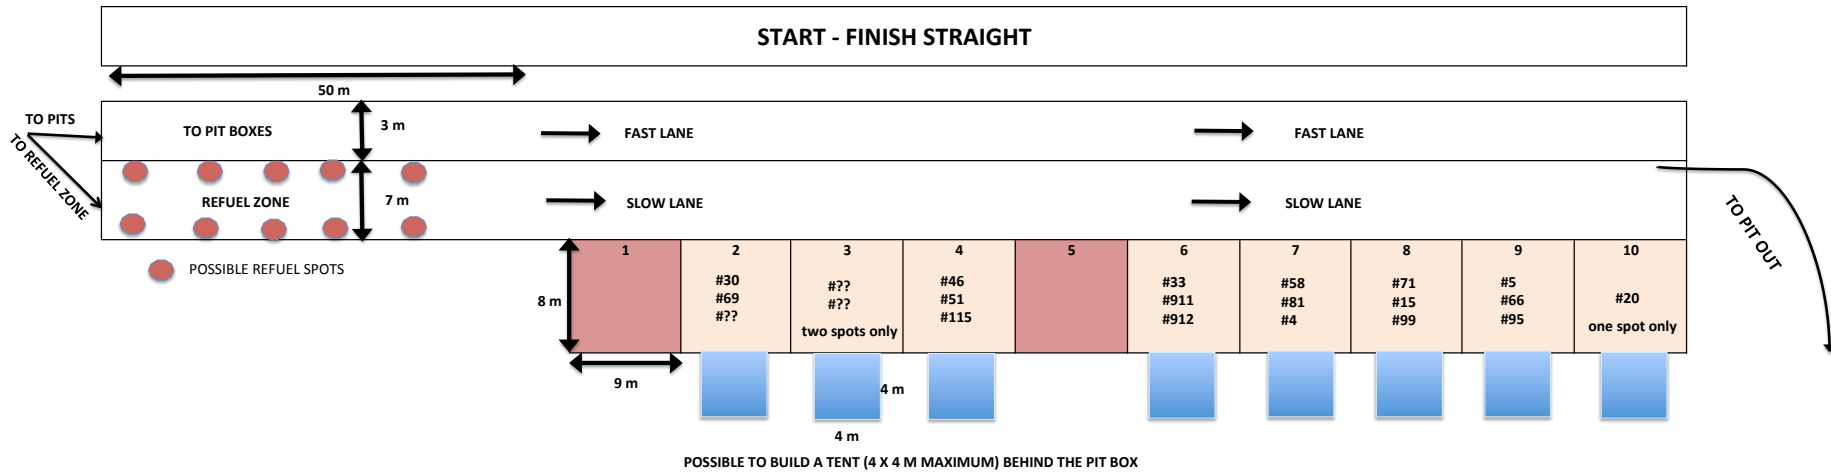 START - FINISH STRAIGHT
50 m
TO PITS
TO REFUEL ZONE
TO PIT BOXES
3 m
FAST LANE
FAST LANE
REFUEL ZONE
7 m
SLOW LANE
SLOW LANE
TO PIT OUT
POSSIBLE REFUEL SPOTS
8 m
9 m
1
2
#30
#69
#??
3
#??
#??
two spots only
4
#46
#51
#115
5
6
#33
#911
#912
7
#58
#81
#4
8
#71
#15
#99
9
#5
#66
#95
10
#20
one spot only
4 m
4 m
POSSIBLE TO BUILD A TENT (4 X 4 M MAXIMUM) BEHIND THE PIT BOX